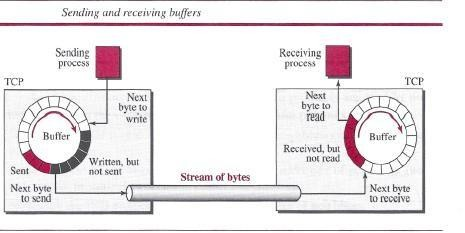 Sending and receiving buffers
Sending
process
Receiving
process
TCP
TCP
Next
byte to
write
Next
byte to
read
Buffer
Buffer
Written, but
not sent
Received, but
not read
Sent
Next byte
to send
Stream of bytes
Next byte
to receive